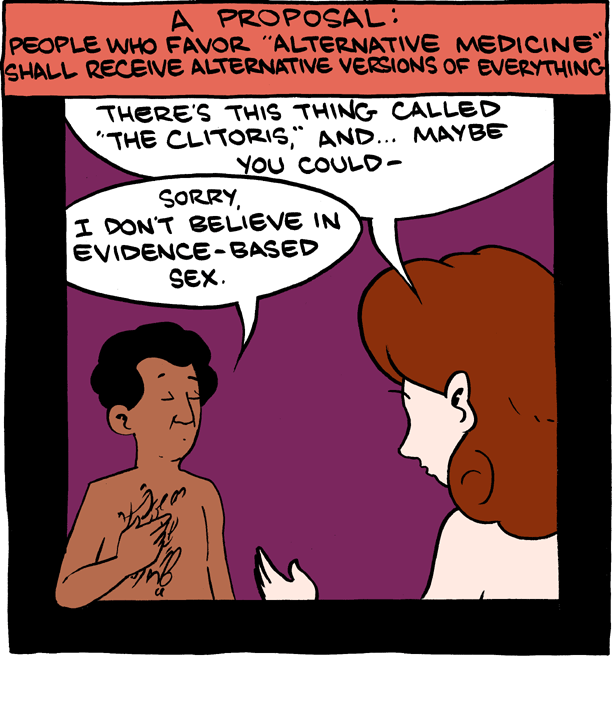 A PROPOSAL:
PEOPLE WHO FAVOR "ALTERNATIVE MEDICINE"
SHALL RECEIVE ALTERNATIVE VERSIONS OF EVERYTHING
THERE'S THIS THING CALLED
"THE CLITORIS," AND... MAYBE
YOU COULD-
SORRY,
I DON'T BELIEVE IN
EVIDENCE-BASED
SEX.